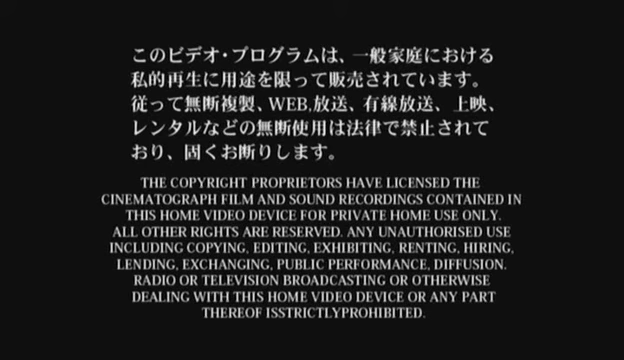 このビデオ・プログラムは、一般家庭における
私的再生に用途を限って販売されています。
従って無断複製、WEB,放送、有線放送、上映、
レンタルなどの無断使用は法律で禁止されて
おり、固くお断りします。
THE COPYRIGHT PROPRIETORS HAVE LICENSED THE
CINEMATOGRAPH FILM AND SOUND RECORDINGS CONTAINED IN
THIS HOME VIDEO DEVICE FOR PRIVATE HOME USE ONLY.
ALL OTHER RIGHTS ARE RESERVED. ANY UNAUTHORISED USE
INCLUDING COPYING, EDITING, EXHIBITING, RENTING, HIRING,
LENDING, EXCHANGING, PUBLIC PERFORMANCE, DIFFUSION.
RADIO OR TELEVISION BROADCASTING OR OTHERWISE
DEALING WITH THIS HOME VIDEO DEVICE OR ANY PART
THEREOF ISSTRICTLYPROHIBITED.